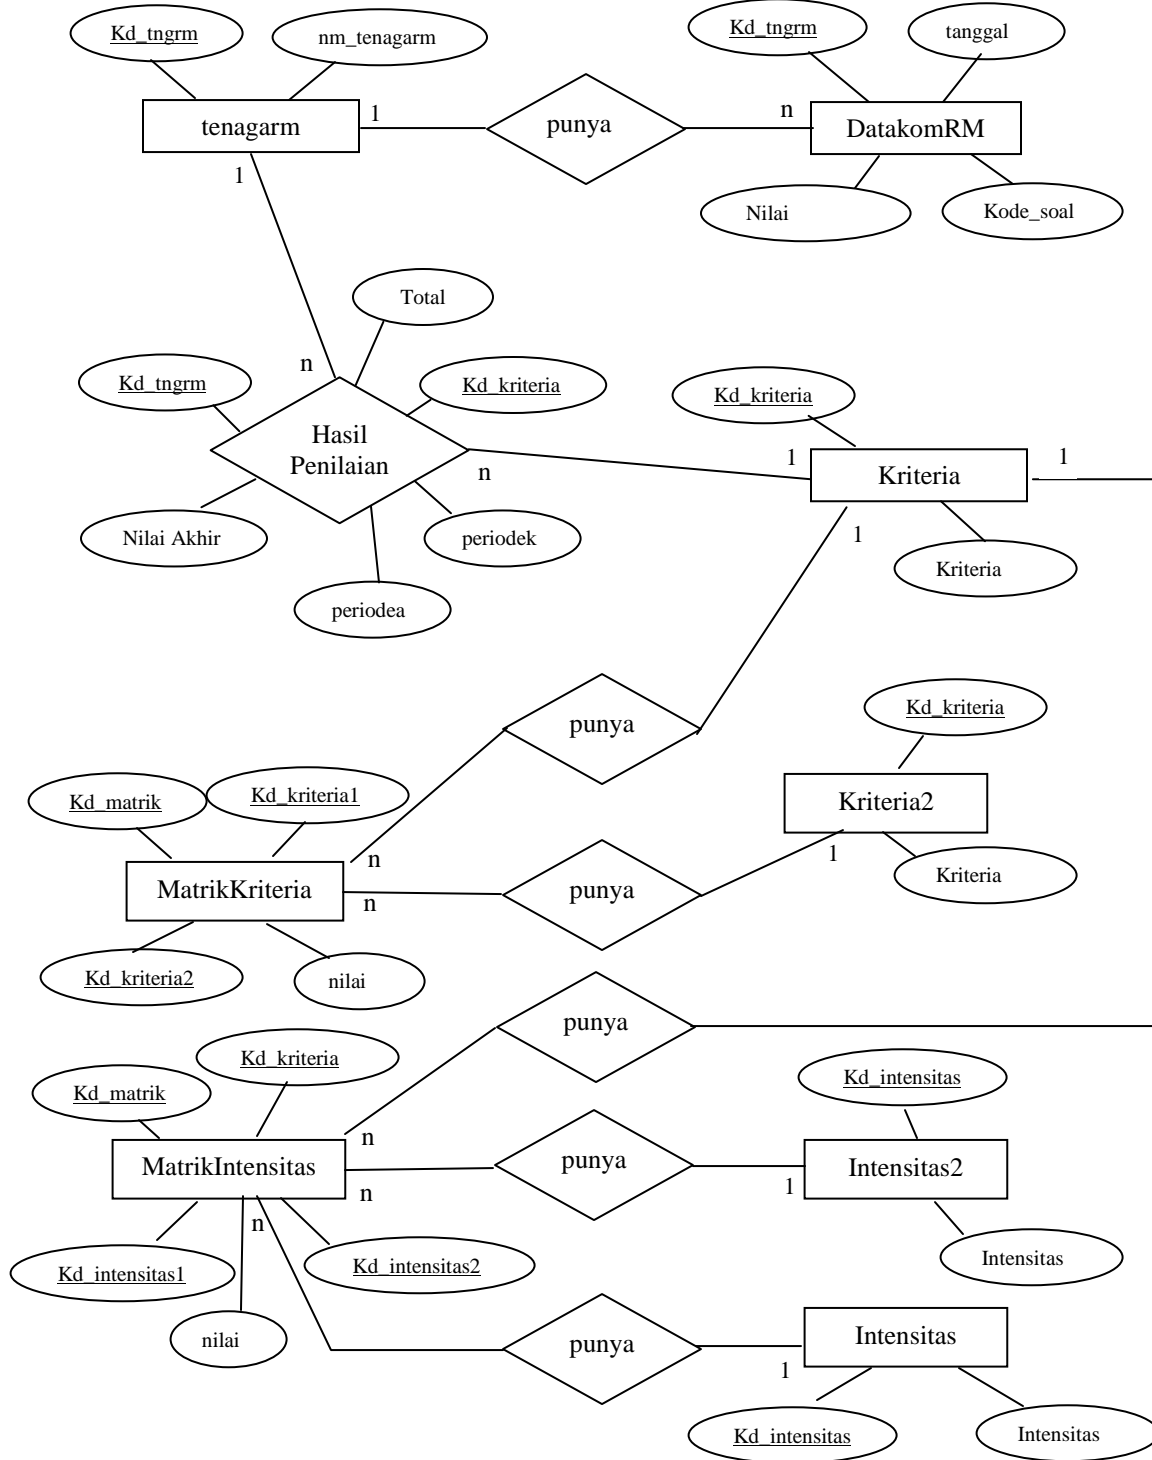 Kd_tngrm
nm_tenagarm
Kd_tngrm
tanggal
tenagarm
1
punya
n
DatakomRM
1
Nilai
Kode_soal
Total
n
Kd_tngrm
Kd_kriteria
Kd_kriteria
Hasil
Penilaian
n
1
Kriteria
1
Nilai Akhir
periodek
1
Kriteria
periodea
punya
Kd_kriteria
Kd_matrik
Kd_kriteria1
Kriteria2
n
1
MatrikKriteria
n
punya
Kriteria
Kd_kriteria2
nilai
punya
Kd_kriteria
Kd_matrik
Kd_intensitas
n
MatrikIntensitas
punya
Intensitas2
n
1
n
Kd_intensitas1
Kd_intensitas2
Intensitas
nilai
punya
Intensitas
1
Kd_intensitas
Intensitas